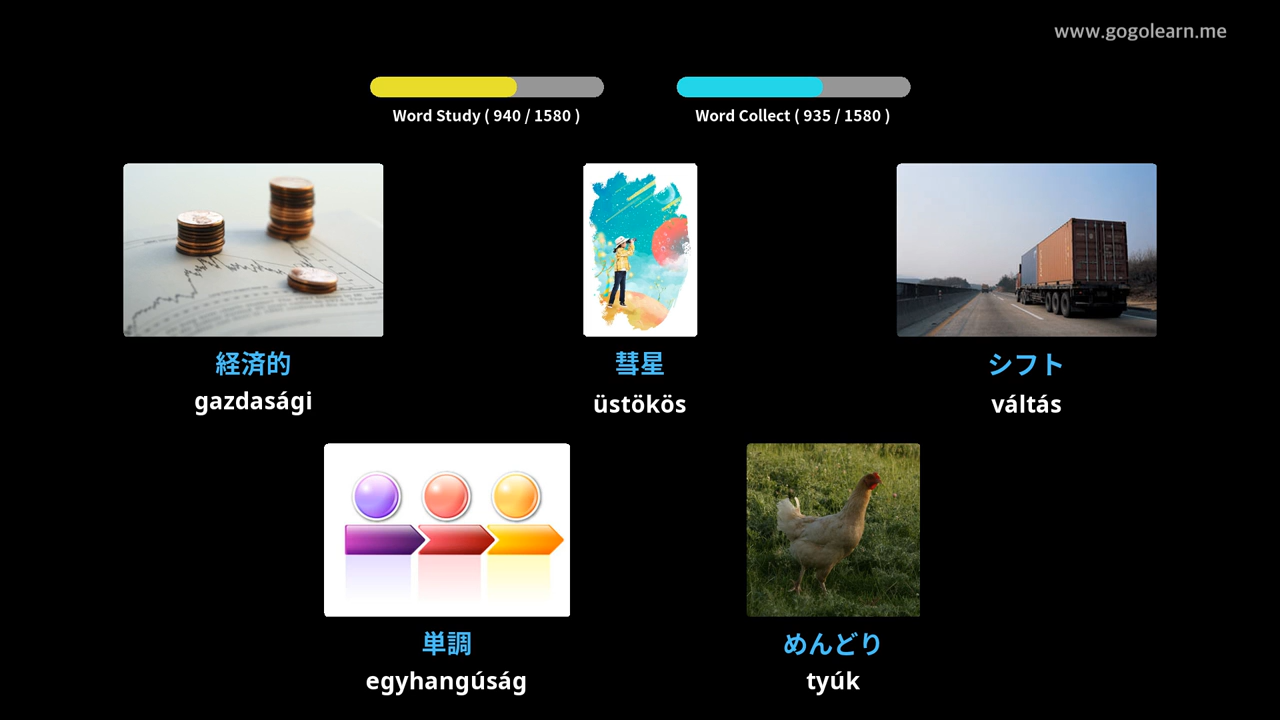 www.gogolearn.me
Word Study ( 940 / 1580 )
Word Collect ( 935 / 1580 )
経済的
gazdasági
彗星
üstökös
シフト
váltás
単調
egyhangúság
めんどり
tyúk